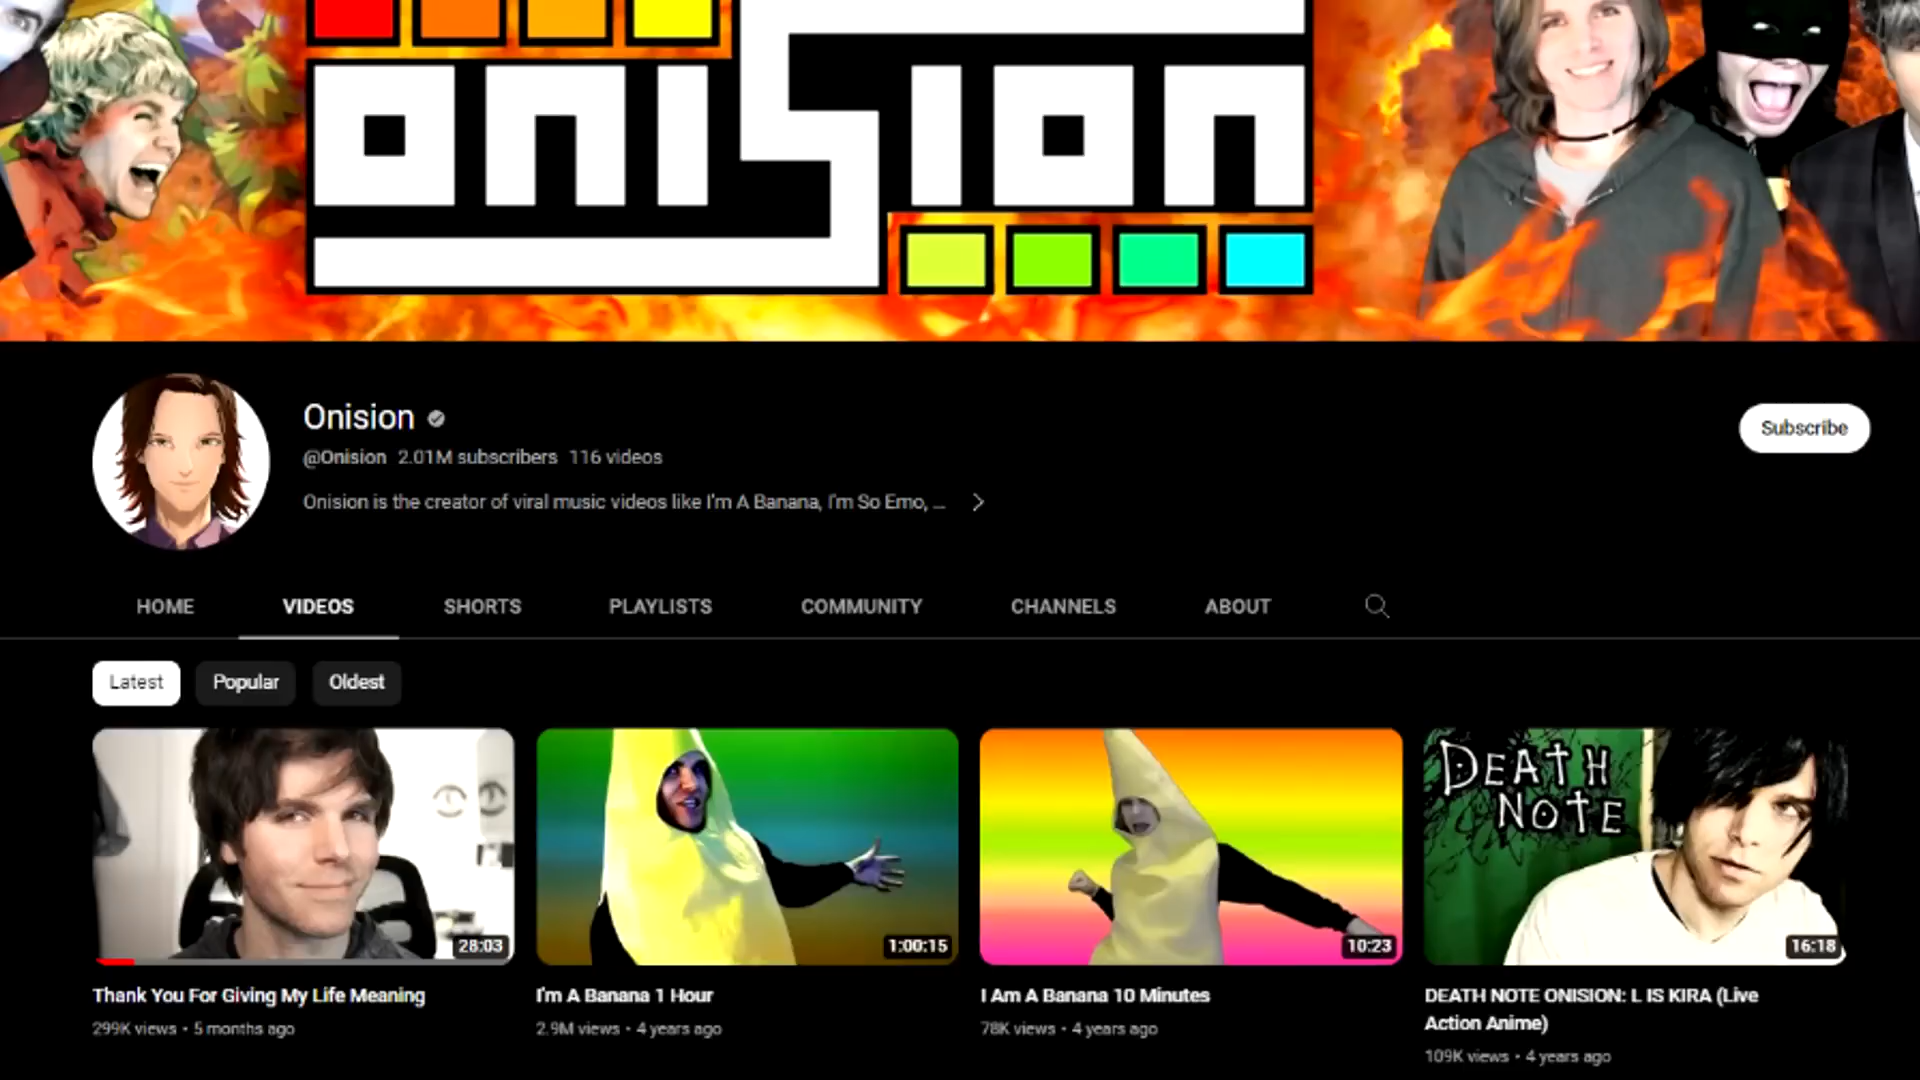 ONISION
Onision
@Onision 2.01M subscribers 116 videos
Onision is the creator of viral music videos like I'm A Banana, I'm So Emo, ...
Subscribe
HOME VIDEOS SHORTS PLAYLISTS COMMUNITY CHANNELS ABOUT
Latest Popular Oldest
DEATH
NOTE
28:03 1:00:15 10:23 16:18
Thank You For Giving My Life Meaning
299K views • 5 months ago
I'm A Banana 1 Hour
2.9M views • 4 years ago
I Am A Banana 10 Minutes
78K views • 4 years ago
DEATH NOTE ONISION: L IS KIRA (Live
Action Anime)
109K views • 4 years ago